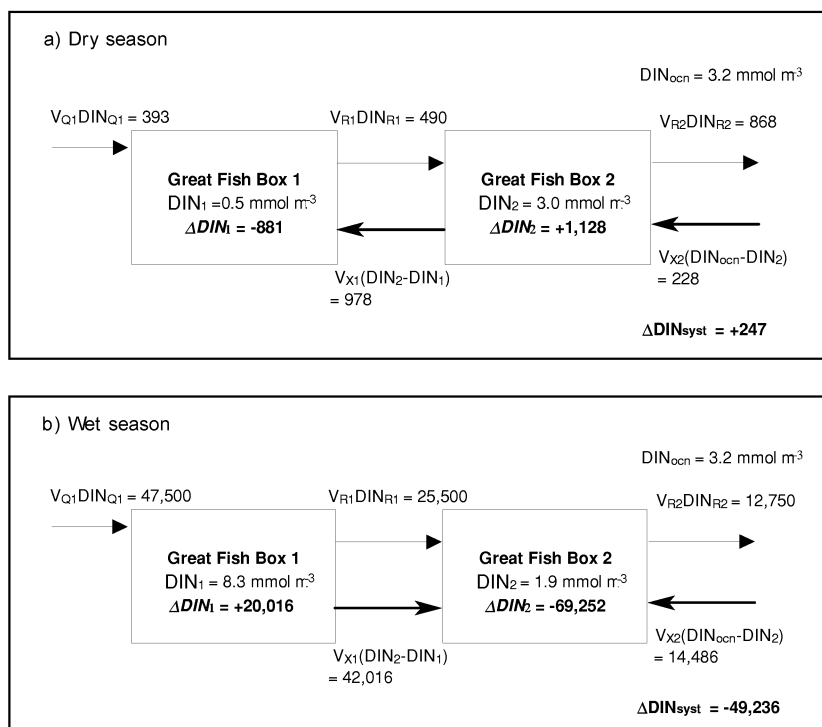 a) Dry season
DINocn = 3.2 mmol m-3
VQ1DINQ1 = 393
VR1DINR1 = 490
VR2DINR2 = 868
Great Fish Box 1
DIN1 =0.5 mmol m-3
ΔDIN1 = -881
Great Fish Box 2
DIN2 = 3.0 mmol m-3
ΔDIN2 = +1,128
VX1(DIN2-DIN1)
= 978
VX2(DINocn-DIN2)
= 228
ΔDINsyst = +247
b) Wet season
DINocn = 3.2 mmol m-3
VQ1DINQ1 = 47,500
VR1DINR1 = 25,500
VR2DINR2 = 12,750
Great Fish Box 1
DIN1 = 8.3 mmol m-3
ΔDIN1 = +20,016
Great Fish Box 2
DIN2 = 1.9 mmol m-3
ΔDIN2 = -69,252
VX1(DIN2-DIN1)
= 42,016
VX2(DINocn-DIN2)
= 14,486
ΔDINsyst = -49,236